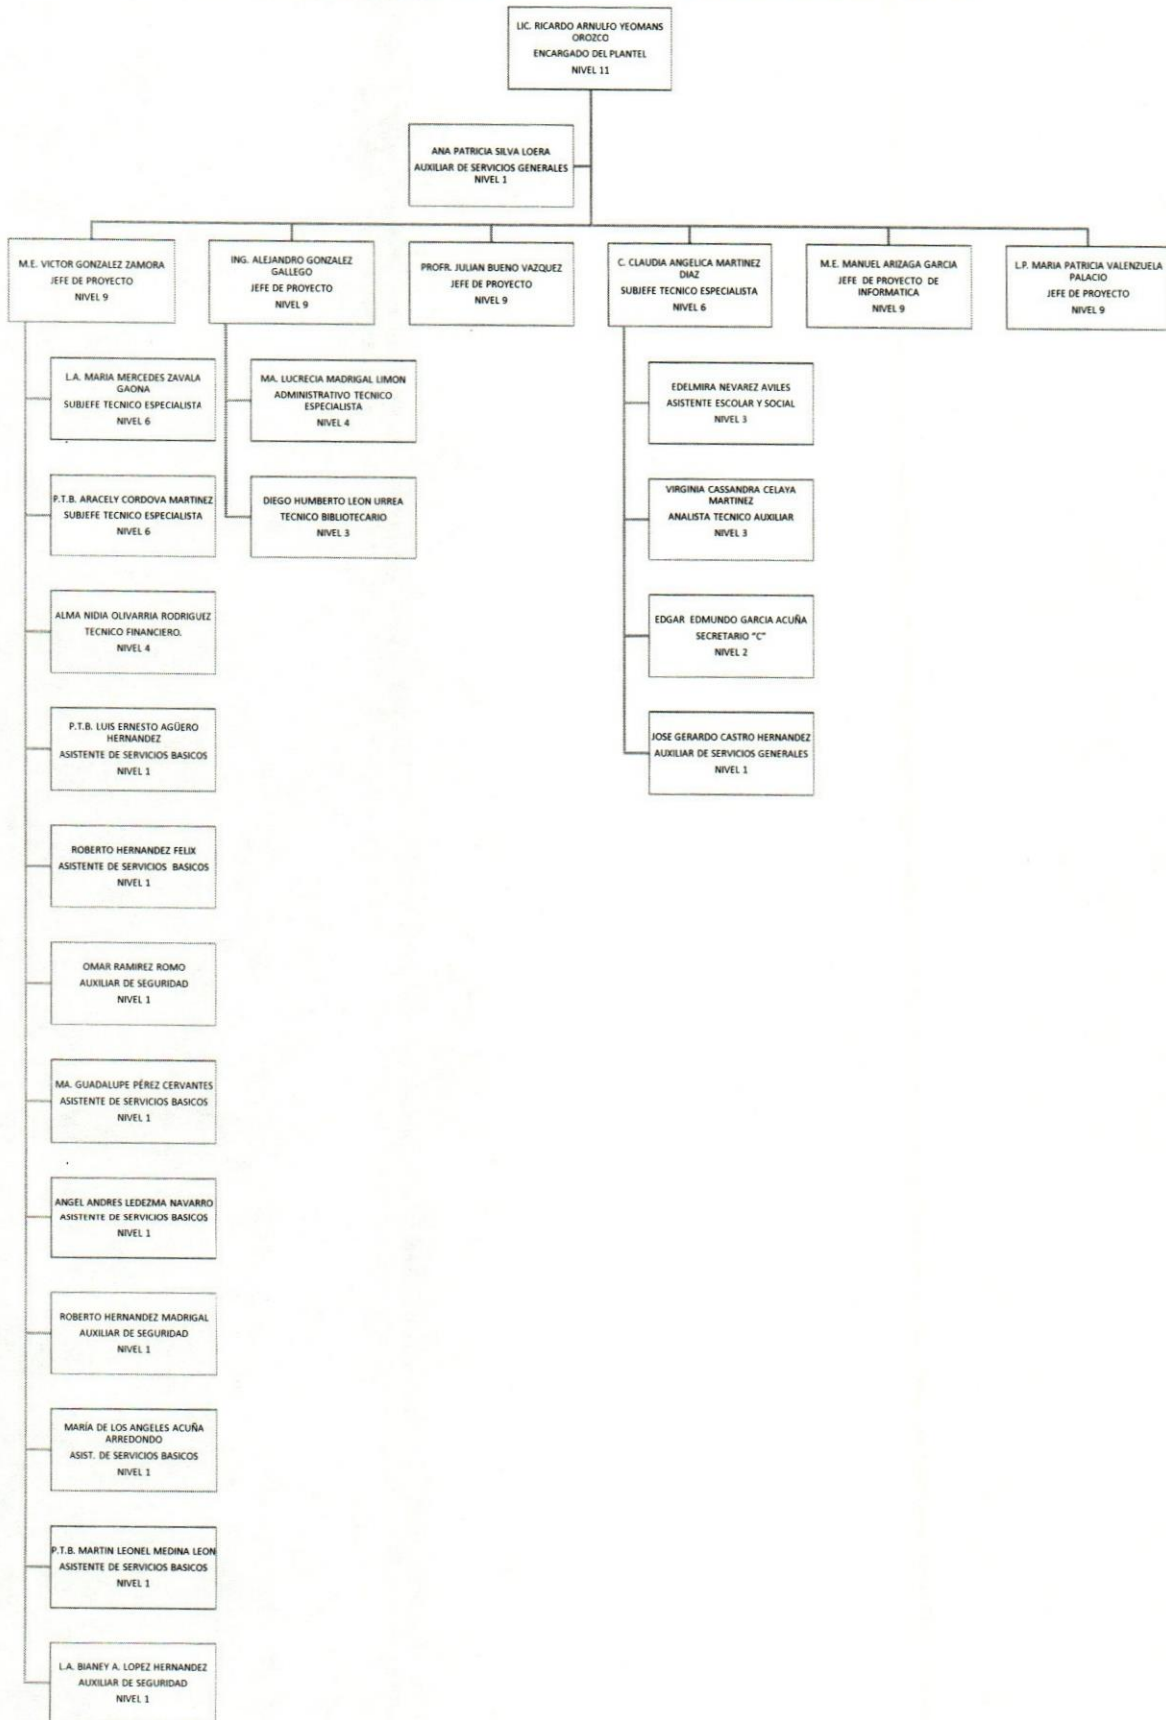 LIC. RICARDO ARNULFO YEOMANS
OROZCO
ENCARGADO DEL PLANTEL
NIVEL 11
ANA PATRICIA SILVA LOERA
AUXILIAR DE SERVICIOS GENERALES
NIVEL 1
M.E. VICTOR GONZALEZ ZAMORA
JEFE DE PROYECTO
NIVEL 9
ING. ALEJANDRO GONZALEZ
GALLEGO
JEFE DE PROYECTO
NIVEL 9
PROFR. JULIAN BUENO VAZQUEZ
JEFE DE PROYECTO
NIVEL 9
C. CLAUDIA ANGELICA MARTINEZ
DIAZ
SUBJEFE TECNICO ESPECIALISTA
NIVEL 6
M.E. MANUEL ARIZAGA GARCIA
JEFE DE PROYECTO DE
INFORMATICA
NIVEL 9
L.P. MARIA PATRICIA VALENZUELA
PALACIO
JEFE DE PROYECTO
NIVEL 9
L.A. MARIA MERCEDES ZAVALA
GAONA
SUBJEFE TECNICO ESPECIALISTA
NIVEL 6
P.T.B. ARACELY CORDOVA MARTINEZ
SUBJEFE TECNICO ESPECIALISTA
NIVEL 6
ALMA NIDIA OLIVARRIA RODRIGUEZ
TECNICO FINANCIERO.
NIVEL 4
P.T.B. LUIS ERNESTO AGÜERO
HERNANDEZ
ASISTENTE DE SERVICIOS BASICOS
NIVEL 1
ROBERTO HERNANDEZ FELIX
ASISTENTE DE SERVICIOS BASICOS
NIVEL 1
OMAR RAMIREZ ROMO
AUXILIAR DE SEGURIDAD
NIVEL 1
MA. GUADALUPE PÉREZ CERVANTES
ASISTENTE DE SERVICIOS BASICOS
NIVEL 1
ANGEL ANDRES LEDEZMA NAVARRO
ASISTENTE DE SERVICIOS BASICOS
NIVEL 1
ROBERTO HERNANDEZ MADRIGAL
AUXILIAR DE SEGURIDAD
NIVEL 1
MARÍA DE LOS ANGELES ACUÑA
ARREDONDO
ASIST. DE SERVICIOS BASICOS
NIVEL 1
P.T.B. MARTIN LEONEL MEDINA LEON
ASISTENTE DE SERVICIOS BASICOS
NIVEL 1
L.A. BIANEY A. LOPEZ HERNANDEZ
AUXILIAR DE SEGURIDAD
NIVEL 1
MA. LUCRECIA MADRIGAL LIMON
ADMINISTRATIVO TECNICO
ESPECIALISTA
NIVEL 4
DIEGO HUMBERTO LEON URREA
TECNICO BIBLIOTECARIO
NIVEL 3
EDELMIRA NEVAREZ AVILES
ASISTENTE ESCOLAR Y SOCIAL
NIVEL 3
VIRGINIA CASSANDRA CELAYA
MARTINEZ
ANALISTA TECNICO AUXILIAR
NIVEL 3
EDGAR EDMUNDO GARCIA ACUÑA
SECRETARIO "C"
NIVEL 2
JOSE GERARDO CASTRO HERNANDEZ
AUXILIAR DE SERVICIOS GENERALES
NIVEL 1